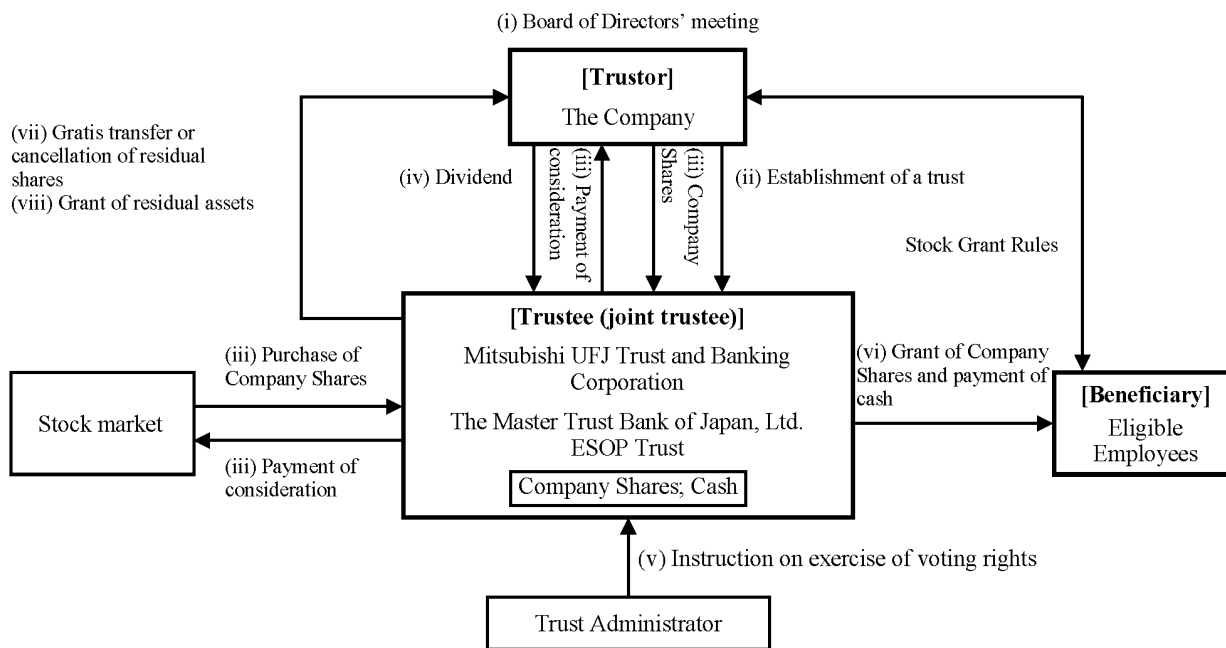 (i) Board of Directors’ meeting
[Trustor]
The Company
(vii) Gratis transfer or
cancellation of residual
shares
(viii) Grant of residual assets
(iv) Dividend
(iii) Payment of
consideration
(iii) Company
Shares
(ii) Establishment of a trust
Stock Grant Rules
[Trustee (joint trustee)]
Mitsubishi UFJ Trust and Banking
Corporation
The Master Trust Bank of Japan, Ltd.
ESOP Trust
Company Shares; Cash
(iii) Purchase of
Company Shares
Stock market
(iii) Payment of
consideration
(vi) Grant of Company
Shares and payment of
cash
[Beneficiary]
Eligible
Employees
(v) Instruction on exercise of voting rights
Trust Administrator